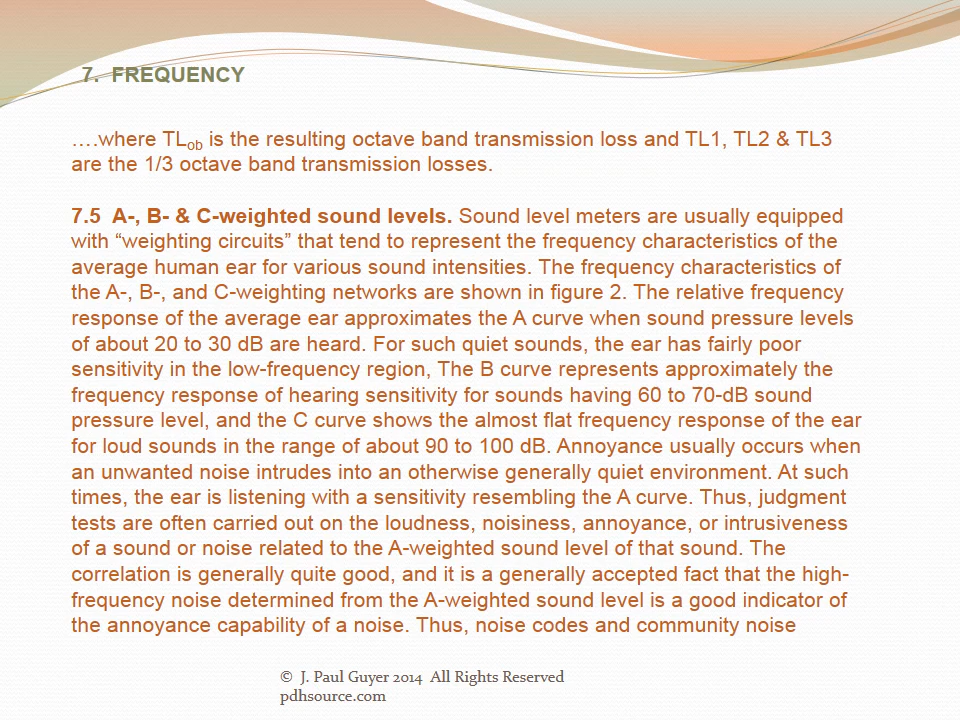 7.  FREQUENCY
….where TLob is the resulting octave band transmission loss and TL1, TL2 & TL3
are the 1/3 octave band transmission losses.
7.5  A-, B- & C-weighted sound levels. Sound level meters are usually equipped
with “weighting circuits” that tend to represent the frequency characteristics of the
average human ear for various sound intensities. The frequency characteristics of
the A-, B-, and C-weighting networks are shown in figure 2. The relative frequency
response of the average ear approximates the A curve when sound pressure levels
of about 20 to 30 dB are heard. For such quiet sounds, the ear has fairly poor
sensitivity in the low-frequency region, The B curve represents approximately the
frequency response of hearing sensitivity for sounds having 60 to 70-dB sound
pressure level, and the C curve shows the almost flat frequency response of the ear
for loud sounds in the range of about 90 to 100 dB. Annoyance usually occurs when
an unwanted noise intrudes into an otherwise generally quiet environment. At such
times, the ear is listening with a sensitivity resembling the A curve. Thus, judgment
tests are often carried out on the loudness, noisiness, annoyance, or intrusiveness
of a sound or noise related to the A-weighted sound level of that sound. The
correlation is generally quite good, and it is a generally accepted fact that the high-
frequency noise determined from the A-weighted sound level is a good indicator of
the annoyance capability of a noise. Thus, noise codes and community noise
©  J. Paul Guyer 2014  All Rights Reserved
pdhsource.com